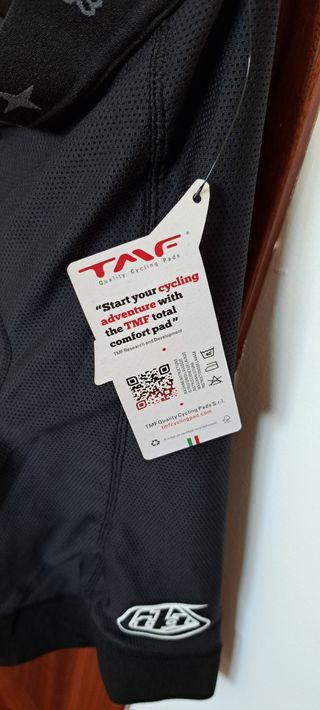 TMF®
Quality Cycling Pads
“Start your cycling
adventure with
the TMF total
comfort pad”
TMF Research and Development
TMF Quality Cycling Pads S.r.l.
tmfcyclingpad.com